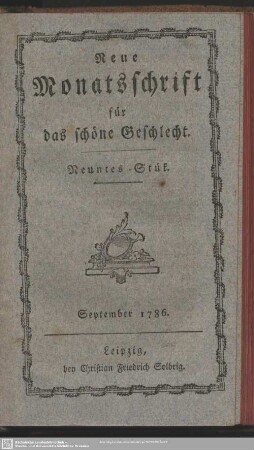 Neue
Monatsschrift
für
das schöne Geschlecht.
Neuntes Stük.
September 1786.
Leipzig,
bey Christian Friedrich Solbrig.